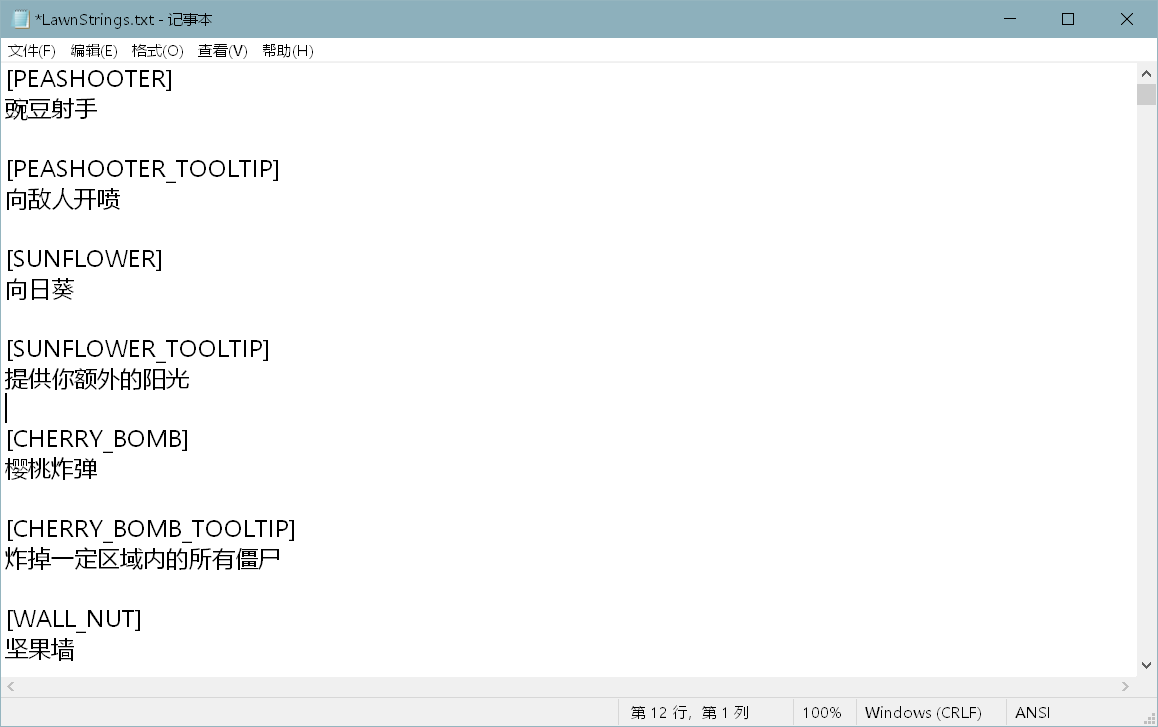 *LawnStrings.txt - 记事本
文件(F) 编辑(E) 格式(O) 查看(V) 帮助(H)
[PEASHOOTER]
豌豆射手
[PEASHOOTER_TOOLTIP]
向敌人开喷
[SUNFLOWER]
向日葵
[SUNFLOWER_TOOLTIP]
提供你额外的阳光
[CHERRY_BOMB]
樱桃炸弹
[CHERRY_BOMB_TOOLTIP]
炸掉一定区域内的所有僵尸
[WALL_NUT]
坚果墙
第 12 行，第 1 列 100% Windows (CRLF) ANSI